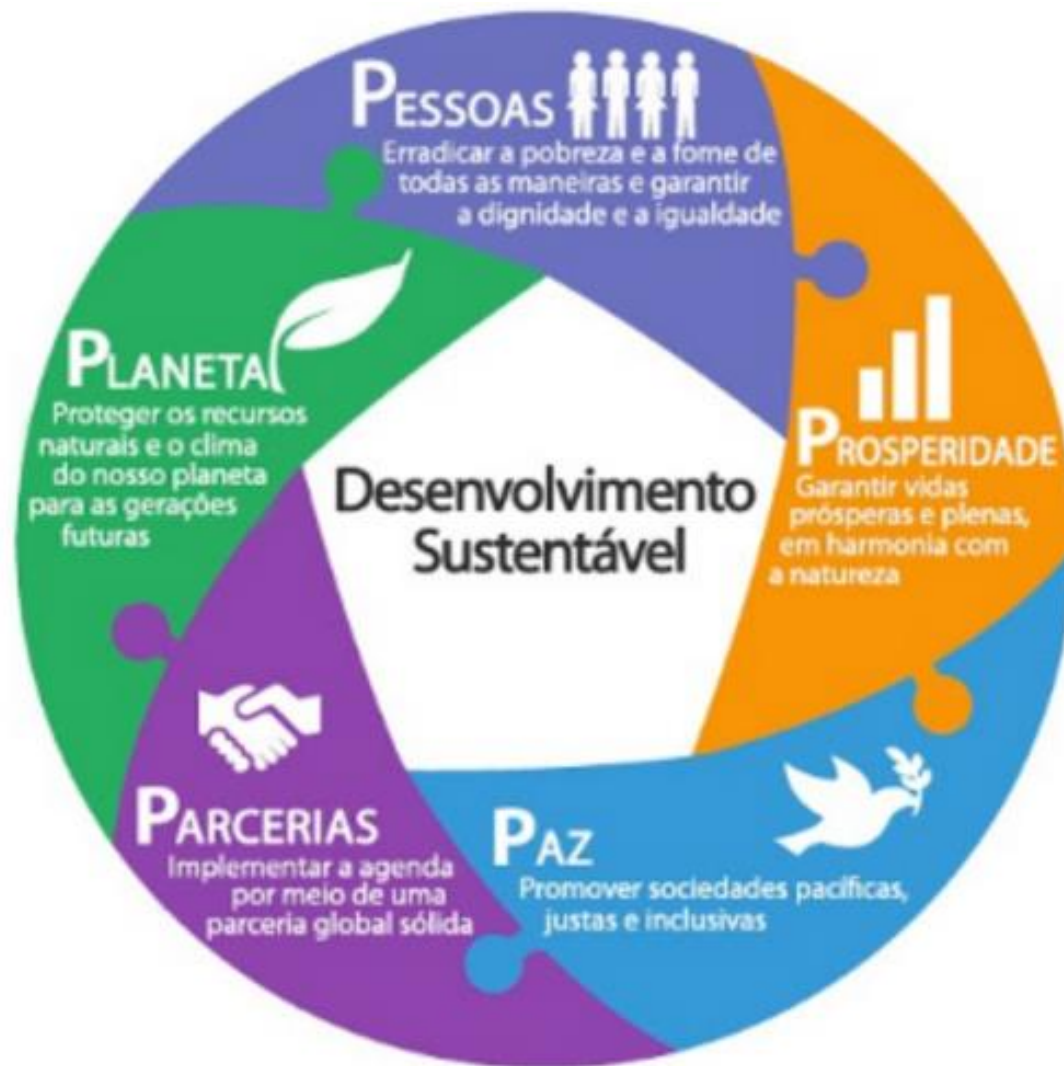 PESSOAS
Erradicar a pobreza e a fome de
todas as maneiras e garantir
a dignidade e a igualdade
PROSPERIDADE
Garantir vidas
prósperas e plenas,
em harmonia com
a natureza
PAZ
Promover sociedades pacíficas,
justas e inclusivas
PARCERIAS
Implementar a agenda
por meio de uma
parceria global sólida
PLANETA
Proteger os recursos
naturais e o clima
do nosso planeta
para as gerações
futuras
Desenvolvimento
Sustentável